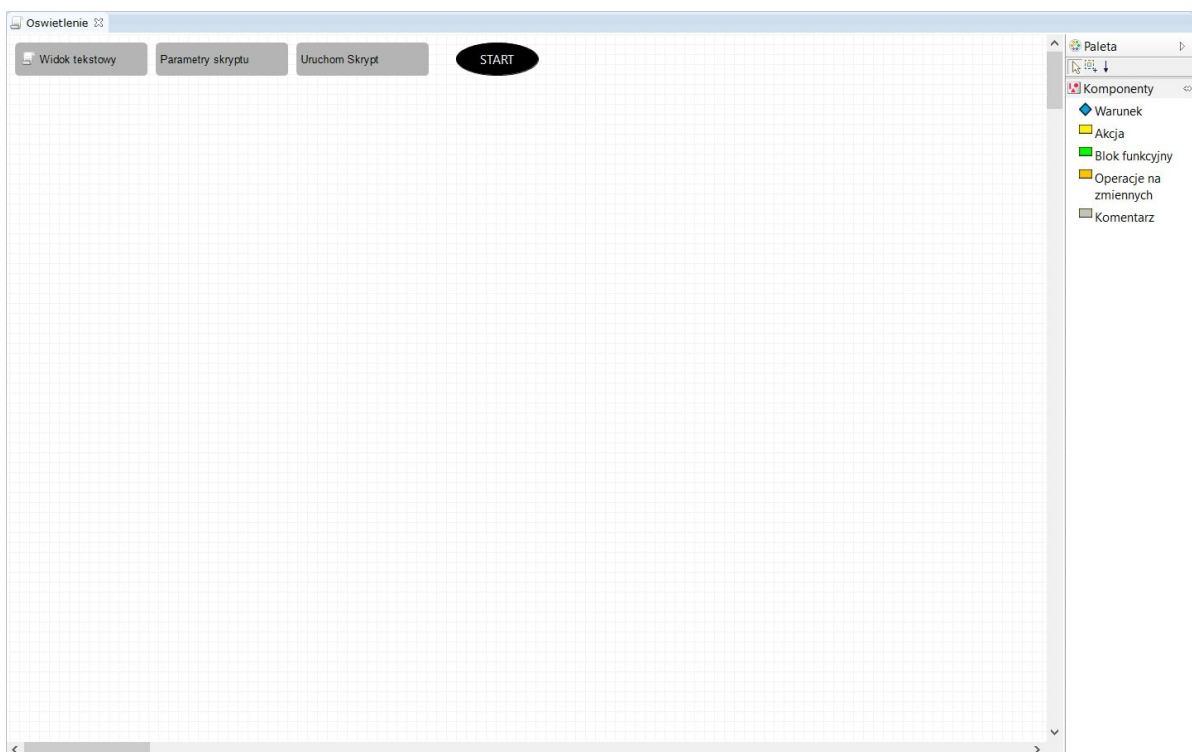 Oswietlenie
Widok tekstowy
Parametry skryptu
Uruchom Skrypt
START
Paleta
Komponenty
Warunek
Akcja
Blok funkcyjny
Operacje na
zmiennych
Komentarz